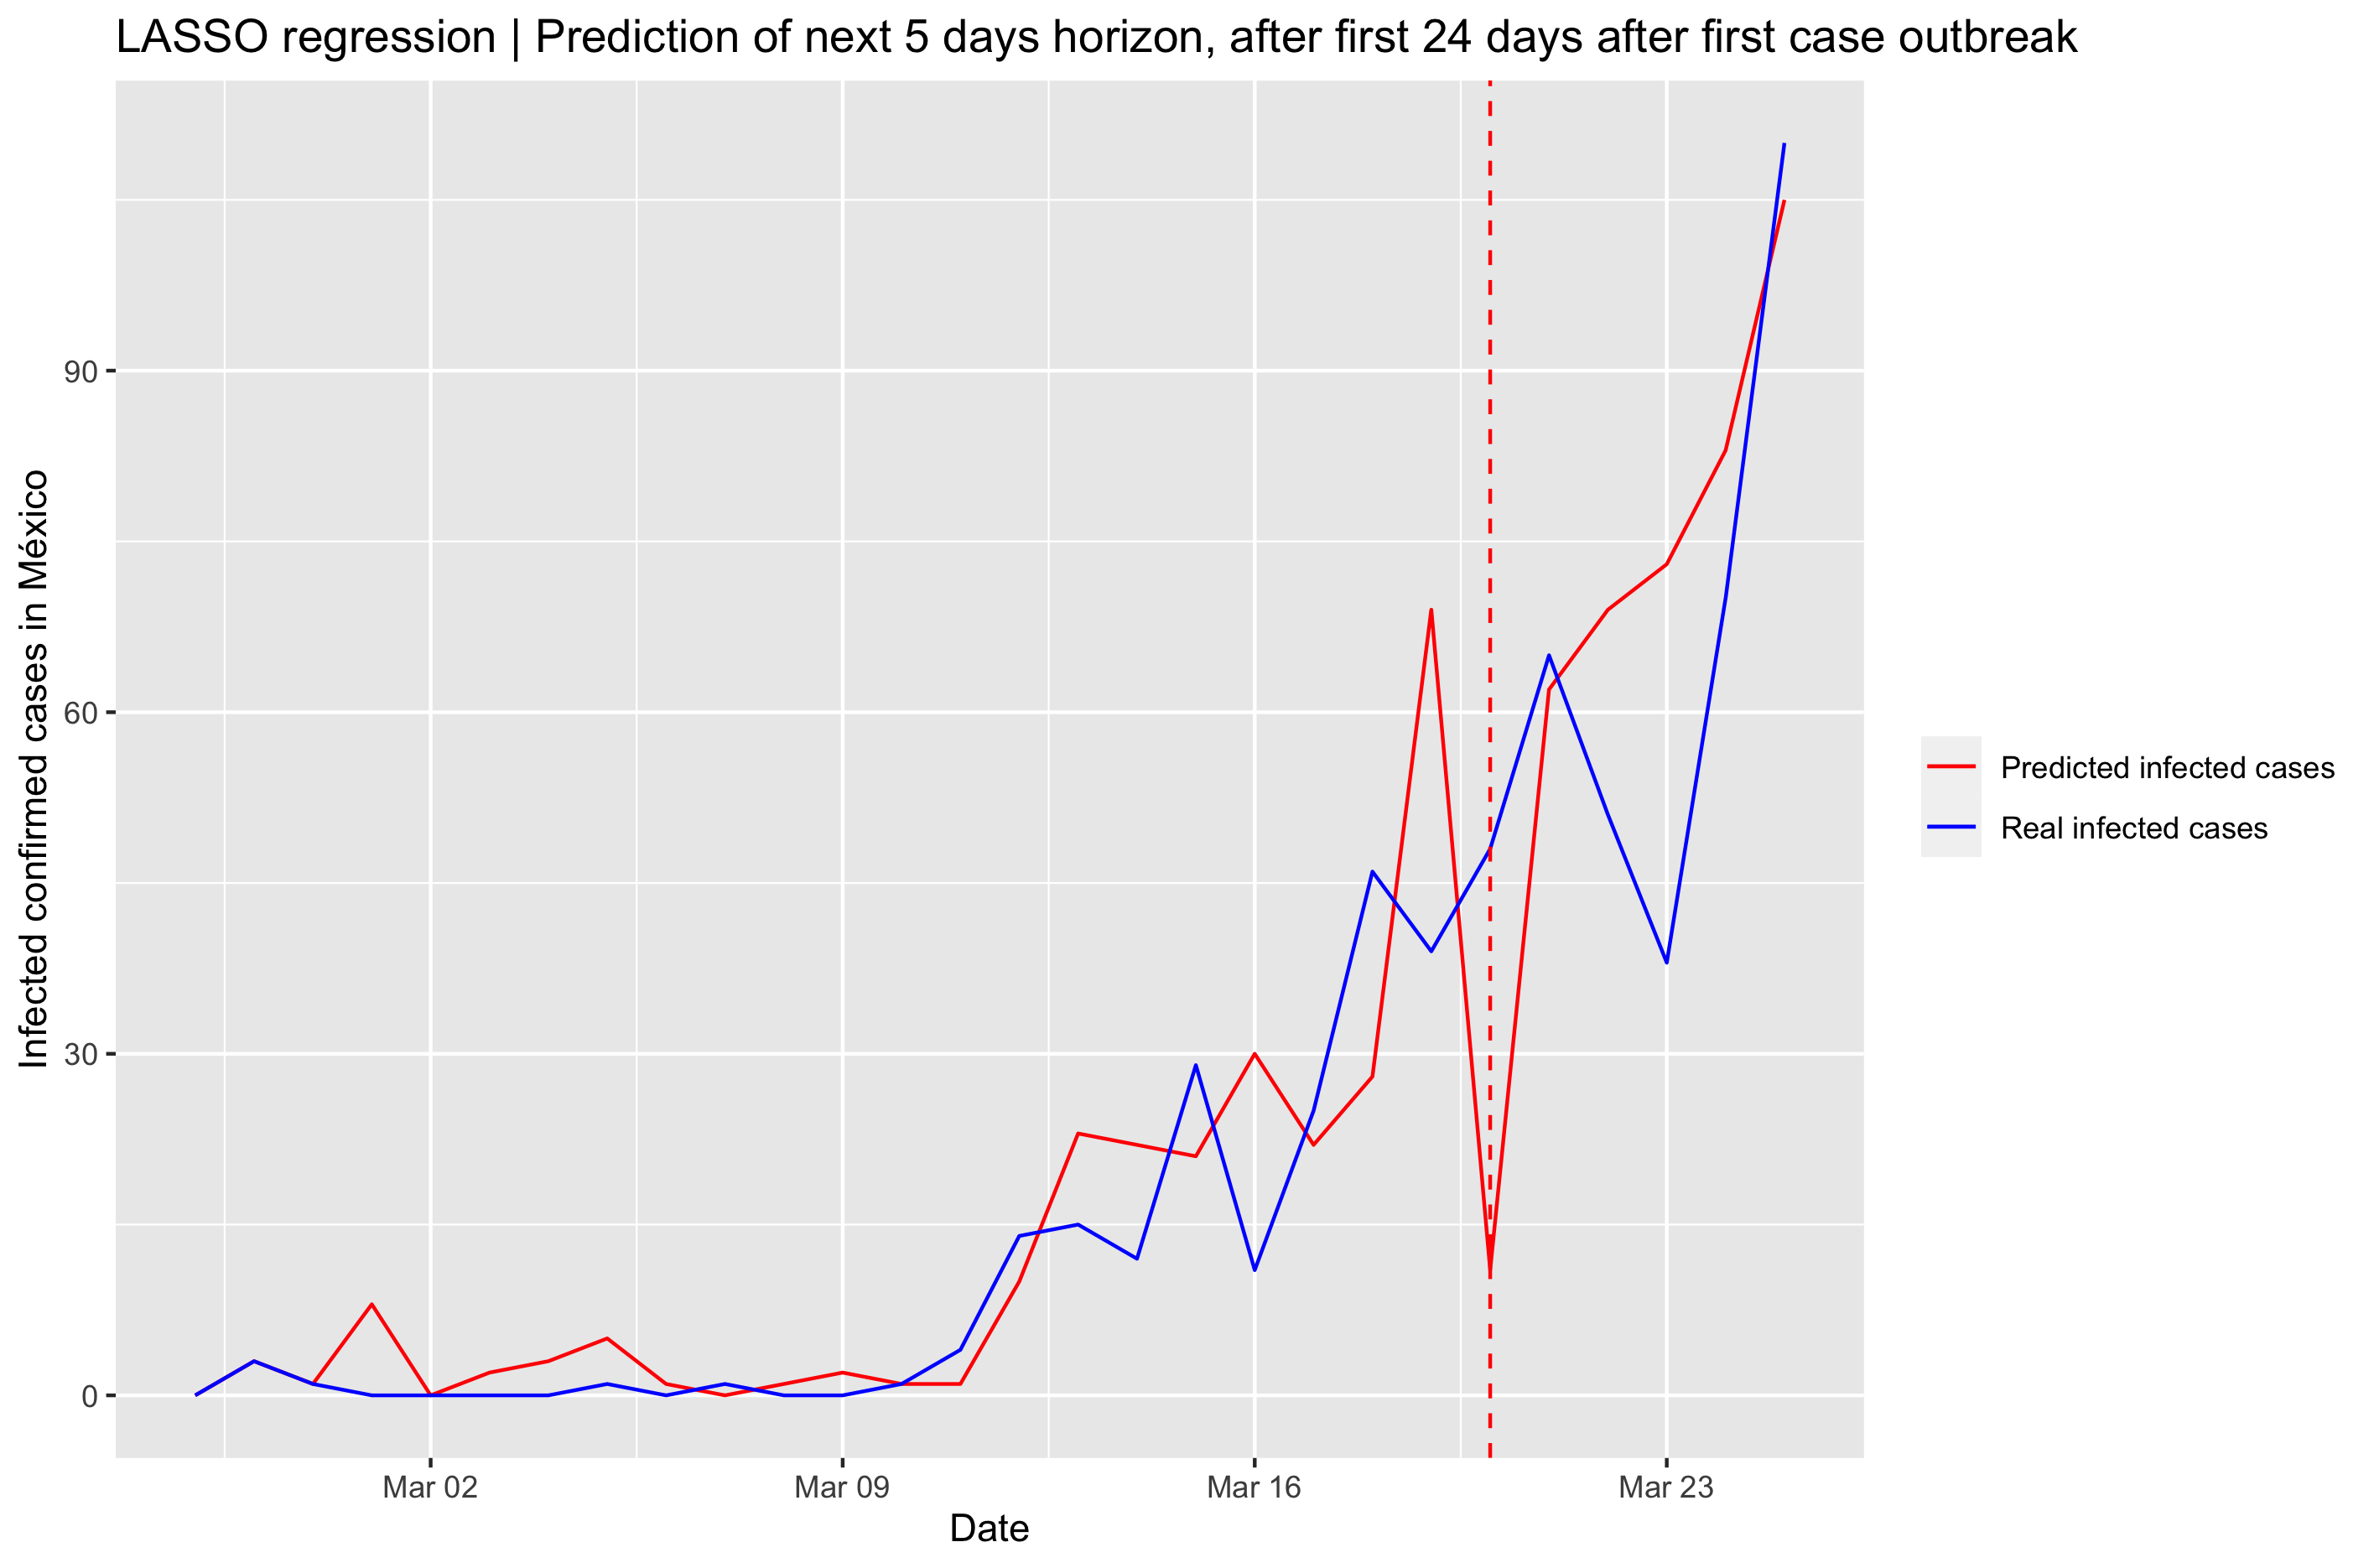 LASSO regression | Prediction of next 5 days horizon, after first 24 days after first case outbreak
Infected confirmed cases in México
90
60
30
0
Mar 02
Mar 09
Mar 16
Mar 23
Date
Predicted infected cases
Real infected cases